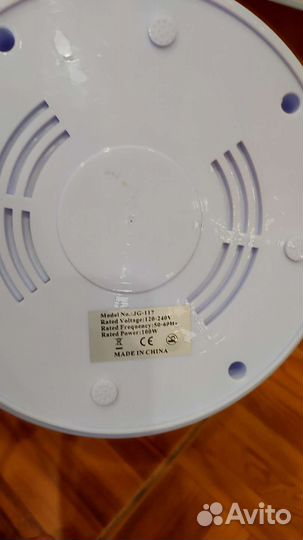 Model No.:JG-117
Rated Voltage:120-240V
Rated Frequency:50-60Hz
Rated Power:100W
CE
MADE IN CHINA
Avito